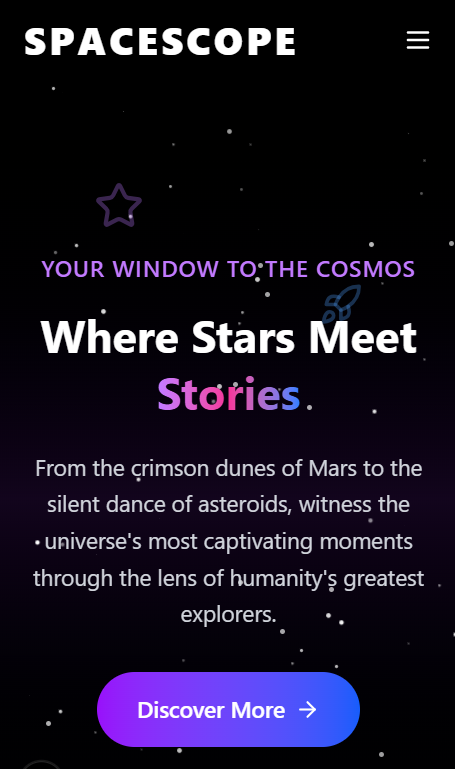 SPACESCOPE
YOUR WINDOW TO THE COSMOS
Where Stars Meet
Stories
From the crimson dunes of Mars to the
silent dance of asteroids, witness the
universe's most captivating moments
through the lens of humanity's greatest
explorers.
Discover More